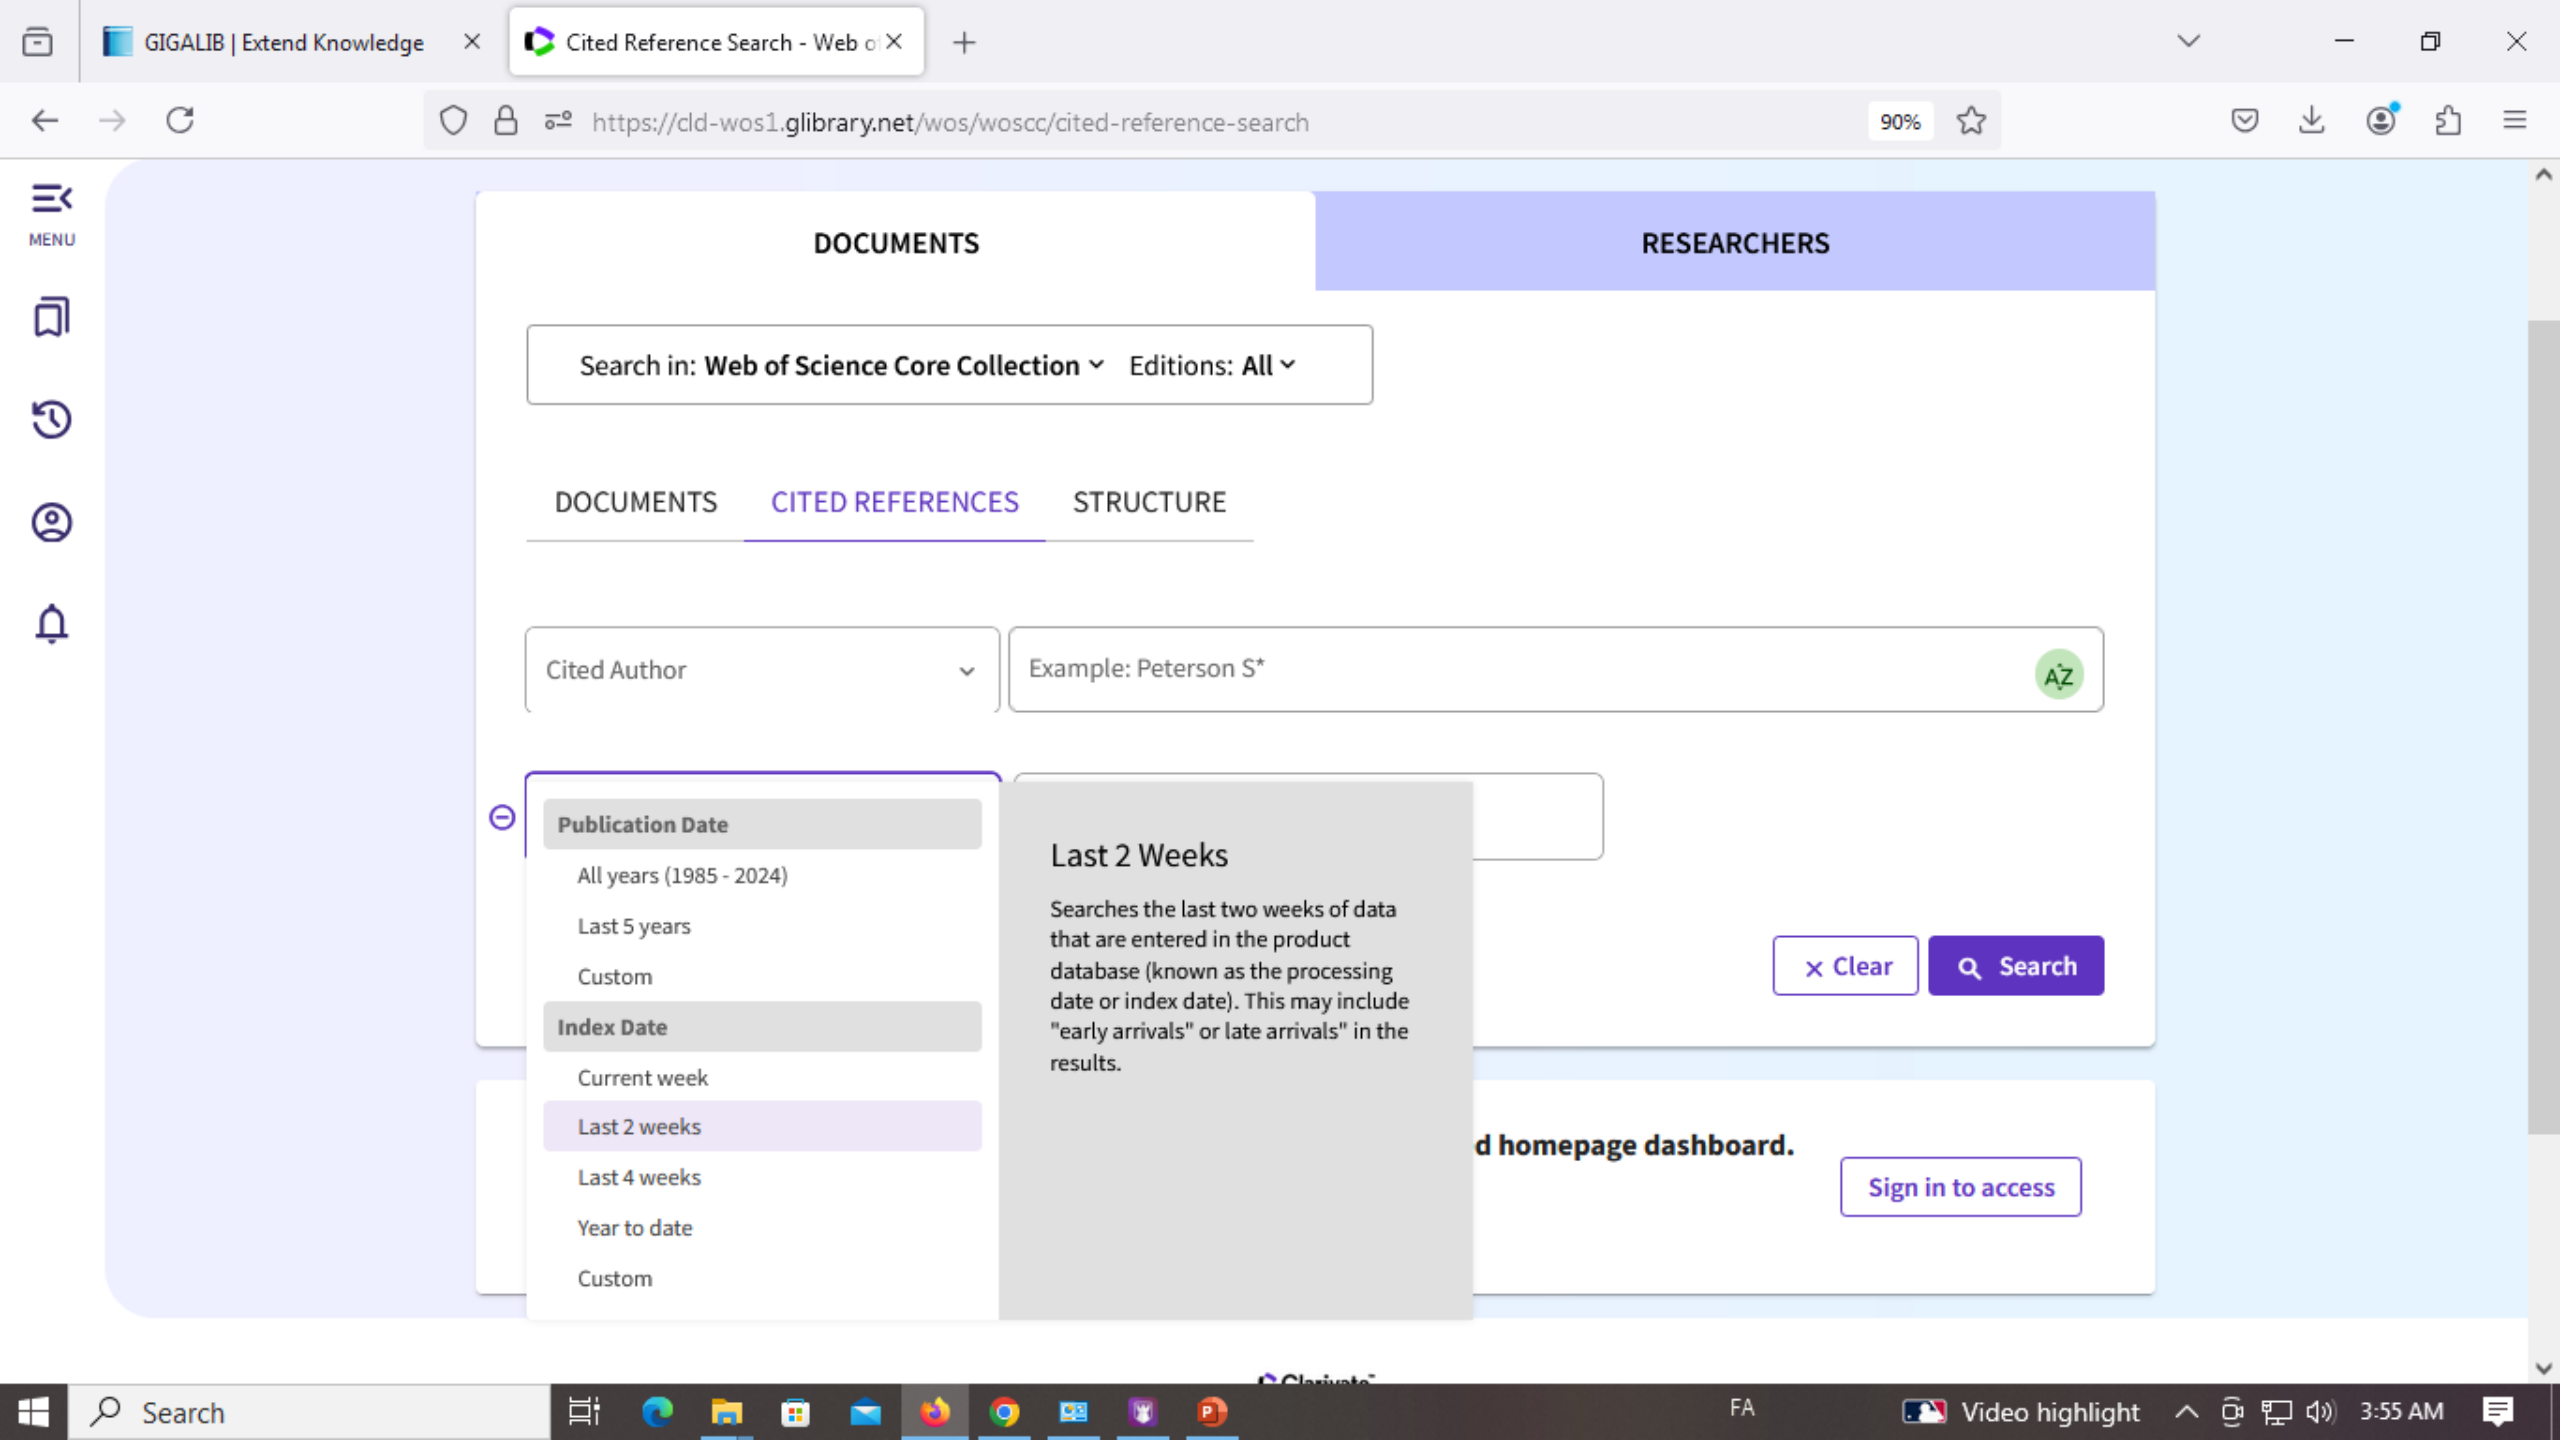 GIGALIB | Extend Knowledge
Cited Reference Search - Web o
https://cld-wos1.glibrary.net/wos/woscc/cited-reference-search
90%
MENU
DOCUMENTS
RESEARCHERS
Search in: Web of Science Core Collection Editions: All
DOCUMENTS CITED REFERENCES STRUCTURE
Cited Author
Example: Peterson S*
AZ
Publication Date
All years (1985 - 2024)
Last 5 years
Custom
Index Date
Current week
Last 2 weeks
Last 4 weeks
Year to date
Custom
Last 2 Weeks
Searches the last two weeks of data
that are entered in the product
database (known as the processing
date or index date). This may include
"early arrivals" or late arrivals" in the
results.
Clear
Search
d homepage dashboard.
Sign in to access
Clarivate™
Search
FA
Video highlight
3:55 AM